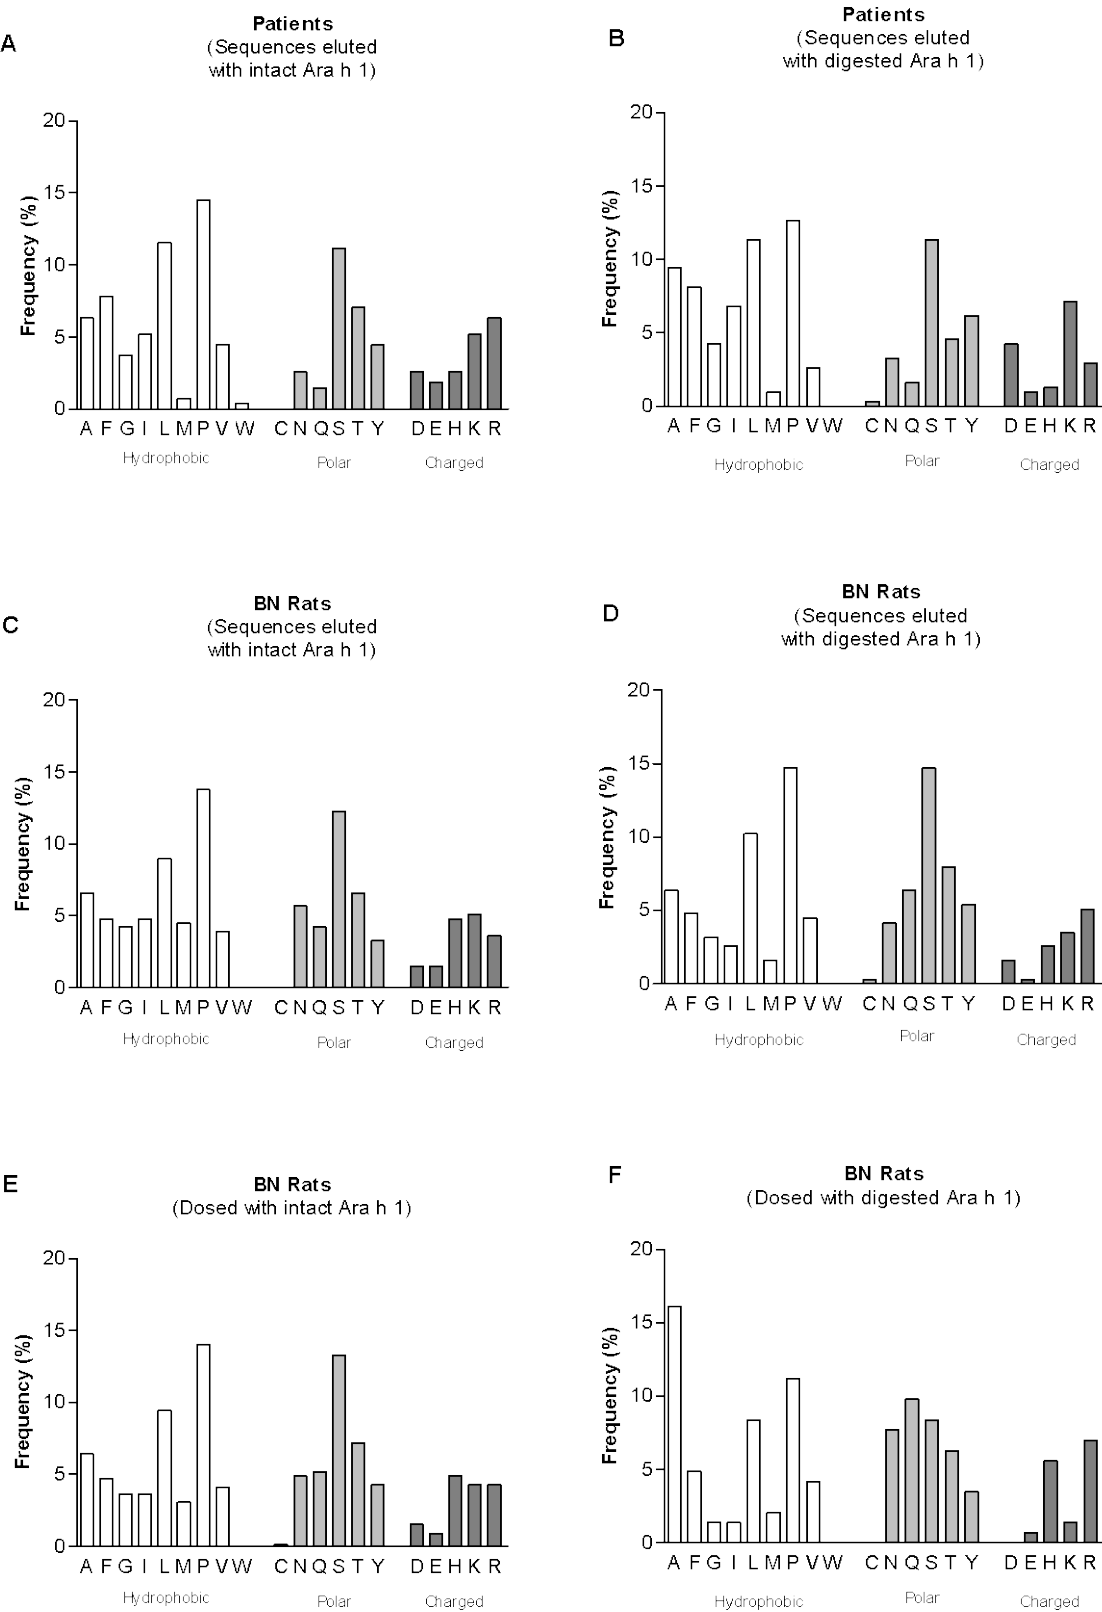 A
Patients
(Sequences eluted
with intact Ara h 1)
Frequency (%)
20
15
10
5
0
A F G I L M P V W C N Q S T Y D E H K R
Hydrophobic Polar Charged
B
Patients
(Sequences eluted
with digested Ara h 1)
Frequency (%)
20
15
10
5
0
A F G I L M P V W C N Q S T Y D E H K R
Hydrophobic Polar Charged
C
BN Rats
(Sequences eluted
with intact Ara h 1)
Frequency (%)
20
15
10
5
0
A F G I L M P V W C N Q S T Y D E H K R
Hydrophobic Polar Charged
D
BN Rats
(Sequences eluted
with digested Ara h 1)
Frequency (%)
20
15
10
5
0
A F G I L M P V W C N Q S T Y D E H K R
Hydrophobic Polar Charged
E
BN Rats
(Dosed with intact Ara h 1)
Frequency (%)
20
15
10
5
0
A F G I L M P V W C N Q S T Y D E H K R
Hydrophobic Polar Charged
F
BN Rats
(Dosed with digested Ara h 1)
Frequency (%)
20
15
10
5
0
A F G I L M P V W C N Q S T Y D E H K R
Hydrophobic Polar Charged